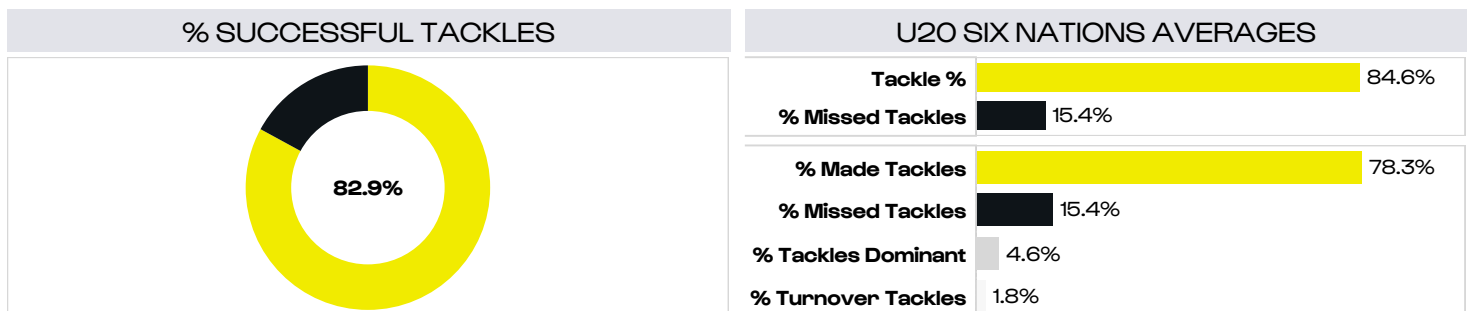 % SUCCESSFUL TACKLES
82.9%
U20 SIX NATIONS AVERAGES
Tackle % 84.6%
% Missed Tackles 15.4%
% Made Tackles 78.3%
% Missed Tackles 15.4%
% Tackles Dominant 4.6%
% Turnover Tackles 1.8%